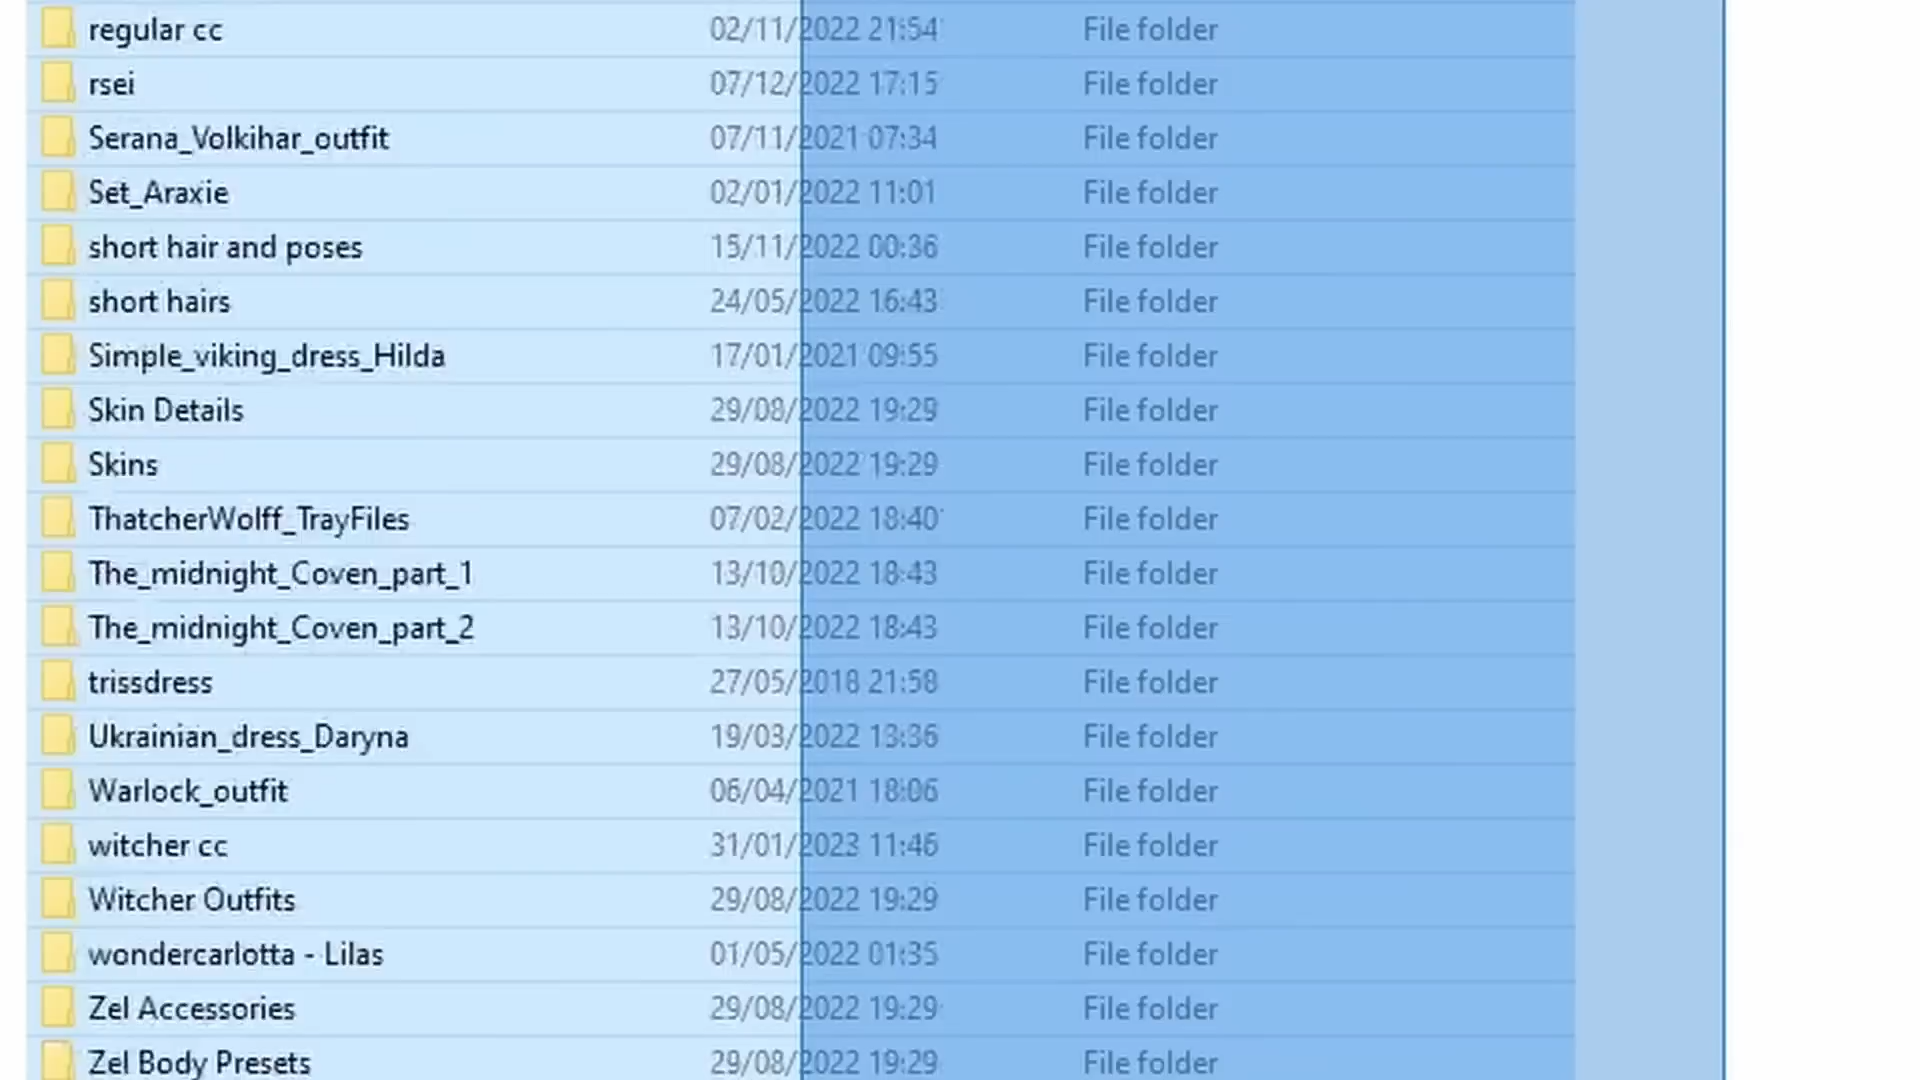 regular cc 02/11/2022 21:54 File folder
rsei 07/12/2022 17:15 File folder
Serana_Volkihar_outfit 07/11/2021 07:34 File folder
Set_Araxie 02/01/2022 11:01 File folder
short hair and poses 15/11/2022 00:36 File folder
short hairs 24/05/2022 16:43 File folder
Simple_viking_dress_Hilda 17/01/2021 09:55 File folder
Skin Details 29/08/2022 19:29 File folder
Skins 29/08/2022 19:29 File folder
ThatcherWolff_TrayFiles 07/02/2022 18:40 File folder
The_midnight_Coven_part_1 13/10/2022 18:43 File folder
The_midnight_Coven_part_2 13/10/2022 18:43 File folder
trissdress 27/05/2018 21:58 File folder
Ukrainian_dress_Daryna 19/03/2022 13:36 File folder
Warlock_outfit 06/04/2021 18:06 File folder
witcher cc 31/01/2023 11:46 File folder
Witcher Outfits 29/08/2022 19:29 File folder
wondercarlotta - Lilas 01/05/2022 01:35 File folder
Zel Accessories 29/08/2022 19:29 File folder
Zel Body Presets 29/08/2022 19:29 File folder